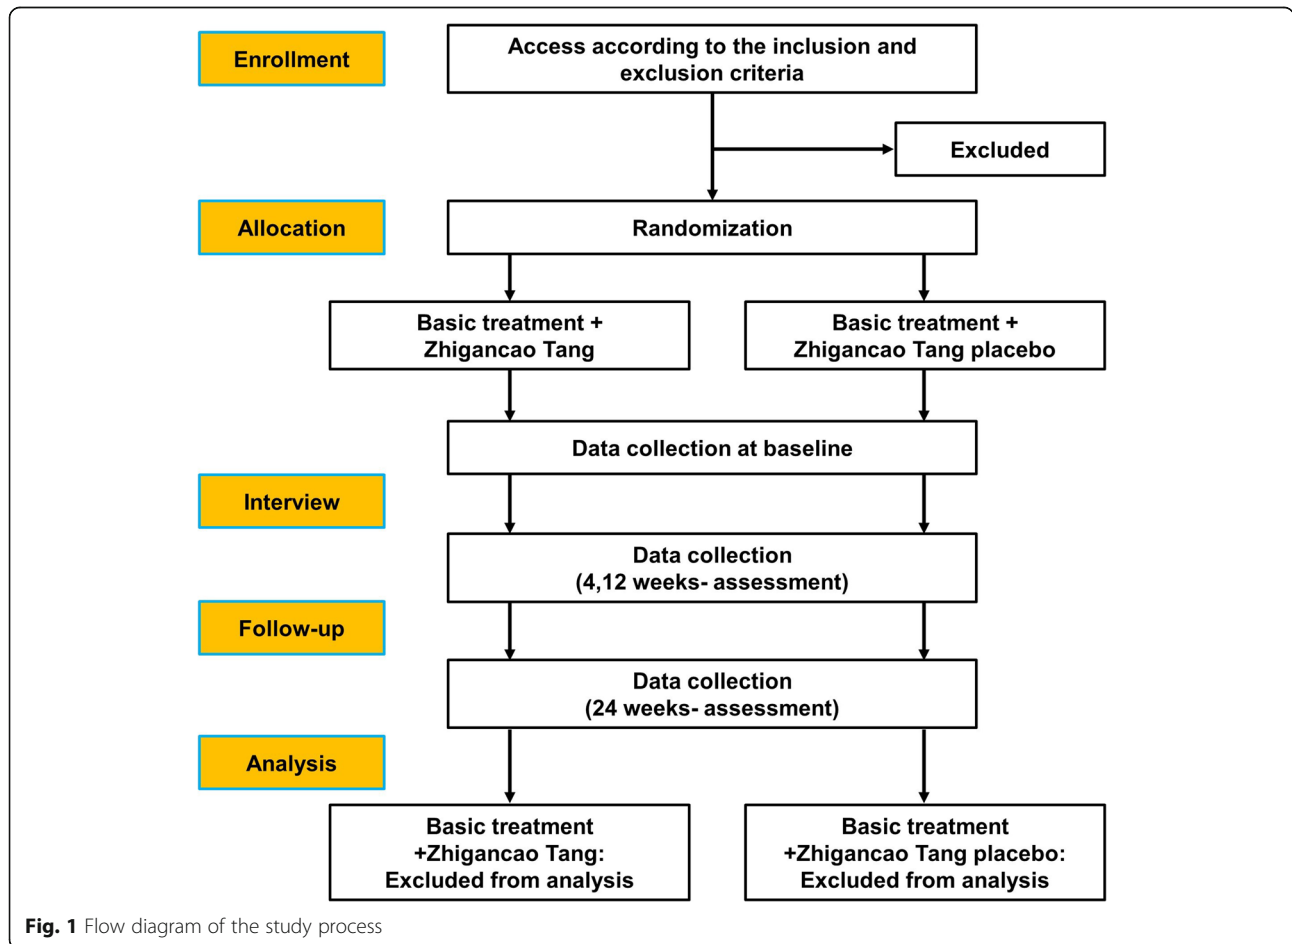 Enrollment
Access according to the inclusion and
exclusion criteria
Excluded
Allocation
Randomization
Basic treatment +
Zhigancao Tang
Basic treatment +
Zhigancao Tang placebo
Data collection at baseline
Interview
Data collection
(4,12 weeks- assessment)
Follow-up
Data collection
(24 weeks- assessment)
Analysis
Basic treatment
+Zhigancao Tang:
Excluded from analysis
Basic treatment
+Zhigancao Tang placebo:
Excluded from analysis
Fig. 1 Flow diagram of the study process